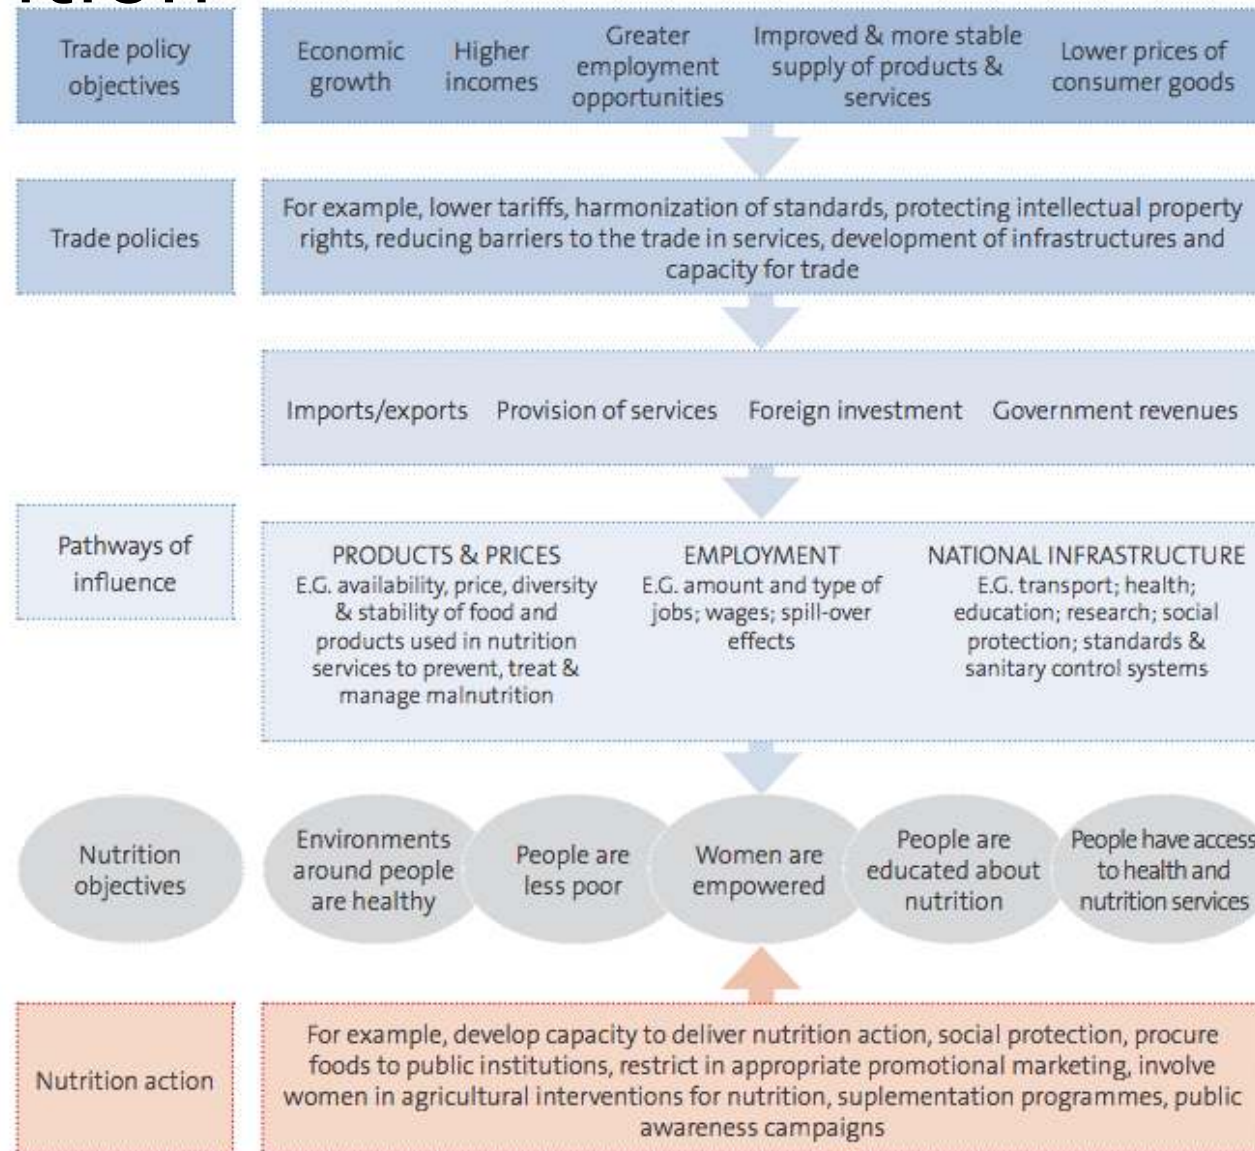 Trade policy
objectives
Economic
growth
Higher
incomes
Greater
employment
opportunities
Improved & more stable
supply of products &
services
Lower prices of
consumer goods
Trade policies
For example, lower tariffs, harmonization of standards, protecting intellectual property
rights, reducing barriers to the trade in services, development of infrastructures and
capacity for trade
Imports/exports Provision of services Foreign investment Government revenues
Pathways of
influence
PRODUCTS & PRICES
E.G. availability, price, diversity
& stability of food and
products used in nutrition
services to prevent, treat &
manage malnutrition
EMPLOYMENT
E.G. amount and type of
jobs; wages; spill-over
effects
NATIONAL INFRASTRUCTURE
E.G. transport; health;
education; research; social
protection; standards &
sanitary control systems
Nutrition
objectives
Environments
around people
are healthy
People are
less poor
Women are
empowered
People are
educated about
nutrition
People have access
to health and
nutrition services
Nutrition action
For example, develop capacity to deliver nutrition action, social protection, procure
foods to public institutions, restrict in appropriate promotional marketing, involve
women in agricultural interventions for nutrition, suplementation programmes, public
awareness campaigns